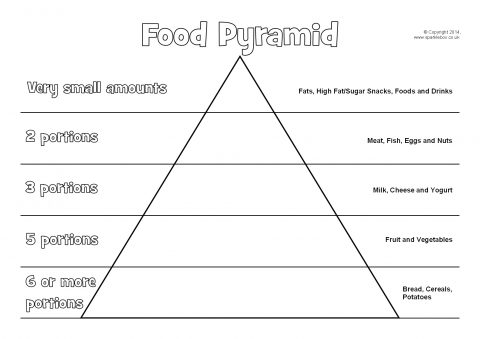 Food Pyramid
© Copyright 2014,
www.sparklebox.co.uk
Very small amounts
Fats, High Fat/Sugar Snacks, Foods and Drinks
2 portions
Meat, Fish, Eggs and Nuts
3 portions
Milk, Cheese and Yogurt
5 portions
Fruit and Vegetables
6 or more
portions
Bread, Cereals,
Potatoes